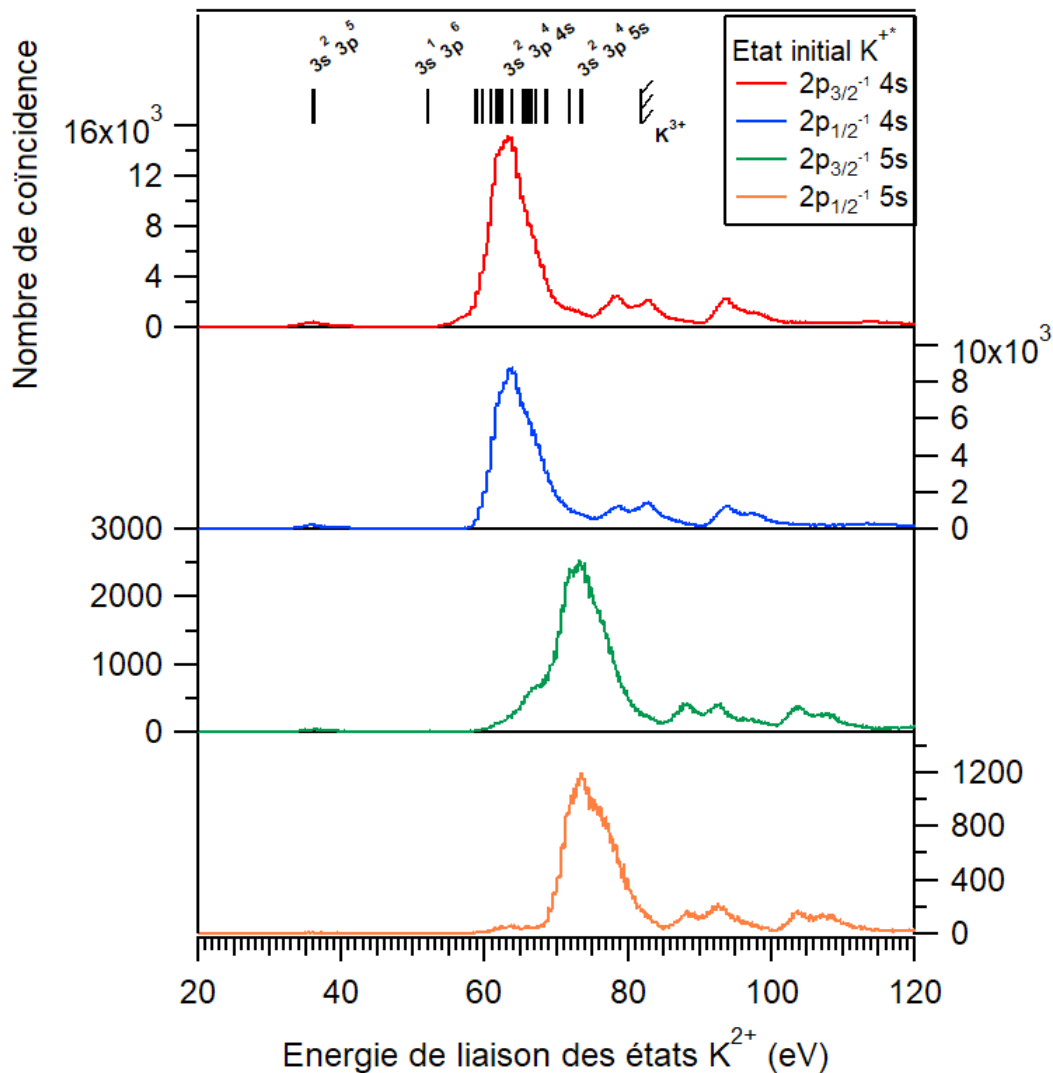 3s² 3p⁵
3s¹ 3p⁶
3s² 3p⁴ 4s
3s² 3p⁴ 5s
K³⁺
Etat initial K⁺*
2p₃/₂⁻¹ 4s
2p₁/₂⁻¹ 4s
2p₃/₂⁻¹ 5s
2p₁/₂⁻¹ 5s
Nombre de coïncidence
16x10³
12
8
4
0
10x10³
8
6
4
2
0
3000
2000
1000
0
1200
800
400
0
20 40 60 80 100 120
Energie de liaison des états K²⁺ (eV)